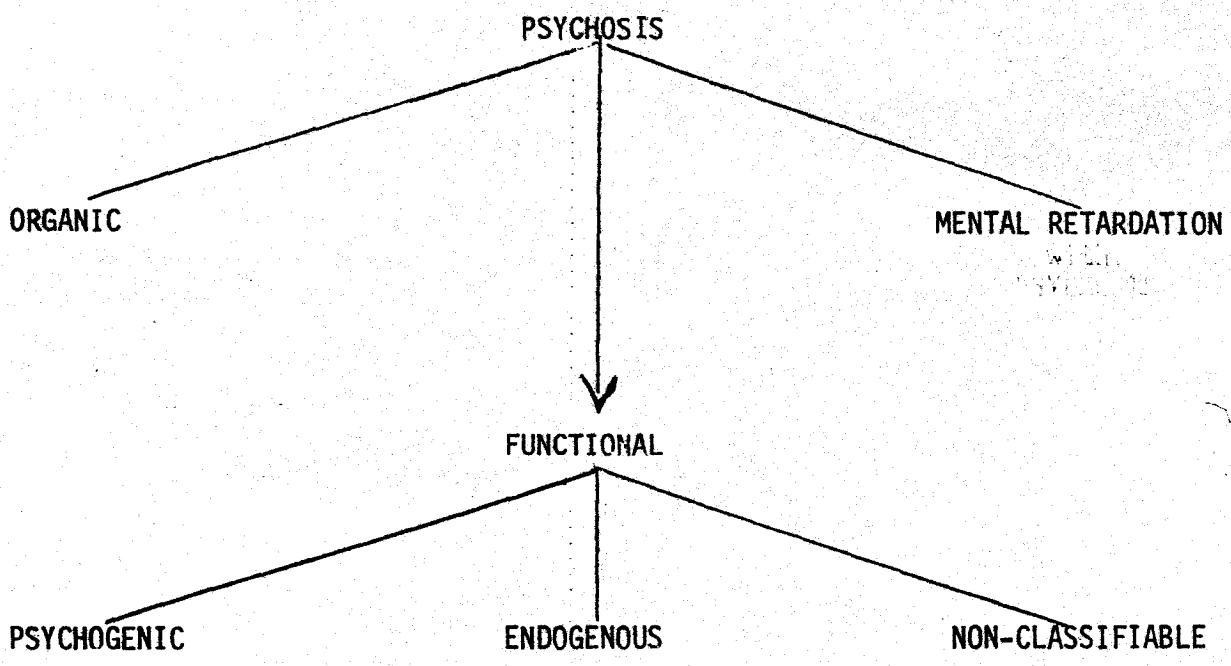 PSYCHOSIS
ORGANIC
MENTAL RETARDATION
FUNCTIONAL
PSYCHOGENIC
ENDOGENOUS
NON-CLASSIFIABLE